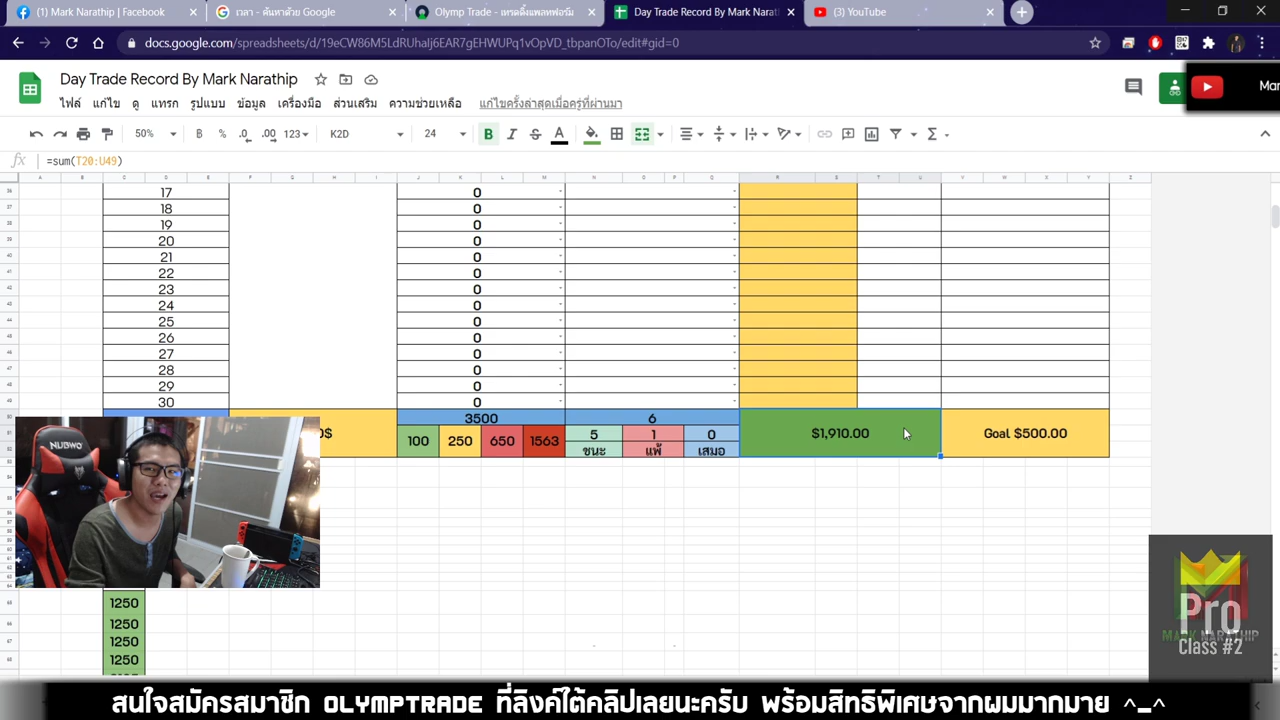 Mark Narathip | Facebook
เวลา - ค้นหาด้วย Google
Olymp Trade - เทรดดิ้งแพลทฟอร์ม
Day Trade Record By Mark Narath
(3) YouTube
docs.google.com/spreadsheets/d/19eCW86M5LdRUhaIj6EAR7gEHWUPq1vOpVD_tbpanOTo/edit#gid=0
Day Trade Record By Mark Narathip
Mar
ไฟล์ แก้ไข ดู แทรก รูปแบบ ข้อมูล เครื่องมือ ส่วนเสริม ความช่วยเหลือ แก้ไขครั้งล่าสุดเมื่อครู่ที่ผ่านมา
50% ฿ % .0 .00 123 K2D 24 B I S A Σ
fx =sum(T20:U49)
17 0
18 0
19 0
20 0
21 0
22 0
23 0
24 0
25 0
26 0
27 0
28 0
29 0
30 0
3500 6
0$ 100 250 650 1563 5 1 0 $1,910.00 Goal $500.00
ชนะ แพ้ เสมอ
NUBWO
1250
1250
1250
1250
Pro
MARK NARATHIP
Class #2
สนใจสมัครสมาชิก OLYMPTRADE ที่ลิงค์ใต้คลิปเลยนะครับ พร้อมสิทธิพิเศษจากผมมากมาย ^_^